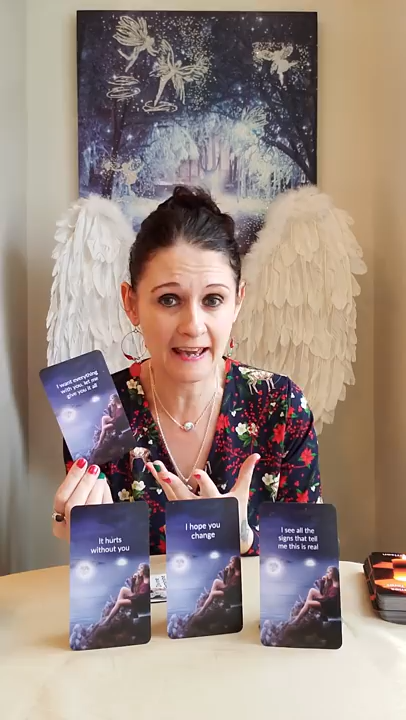 I want everything
with you, let me
give you it all
It hurts
without you
I hope you
change
I see all the
signs that tell
me this is real